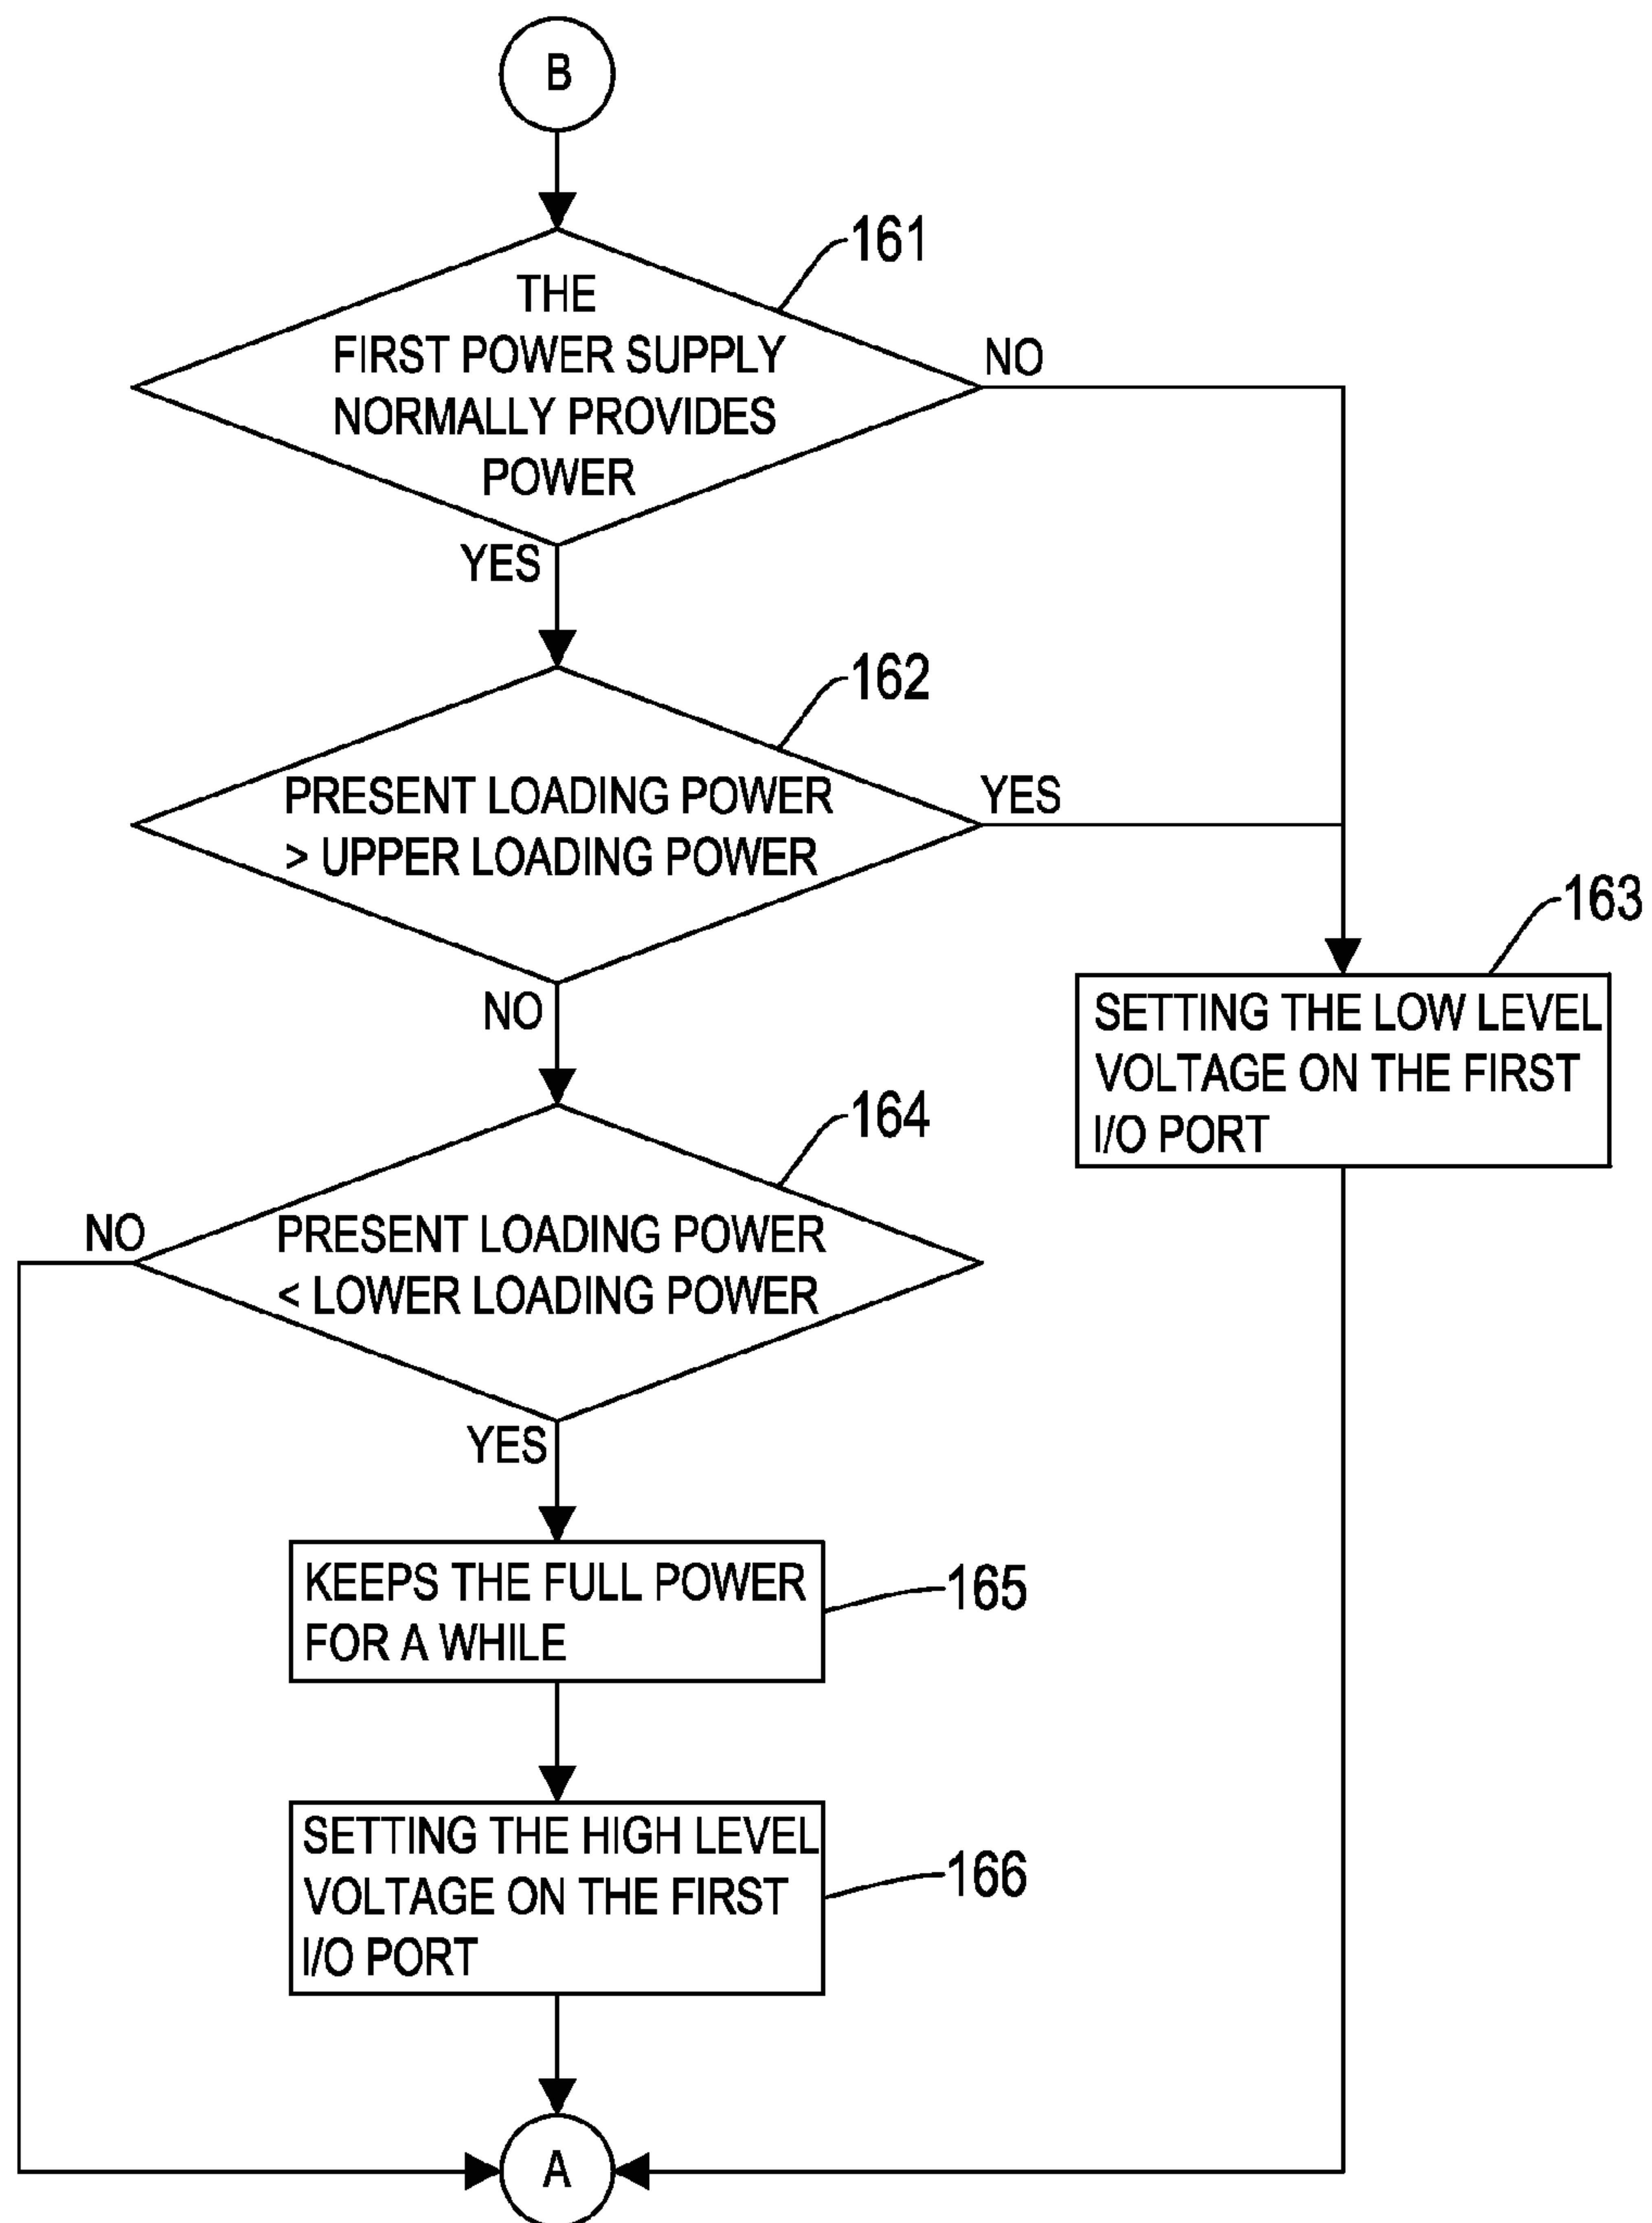 B
161
THE
FIRST POWER SUPPLY
NORMALLY PROVIDES
POWER
NO
YES
162
PRESENT LOADING POWER
> UPPER LOADING POWER
YES
NO
163
SETTING THE LOW LEVEL
VOLTAGE ON THE FIRST
I/O PORT
164
PRESENT LOADING POWER
< LOWER LOADING POWER
NO
YES
KEEPS THE FULL POWER
FOR A WHILE
165
SETTING THE HIGH LEVEL
VOLTAGE ON THE FIRST
I/O PORT
166
A